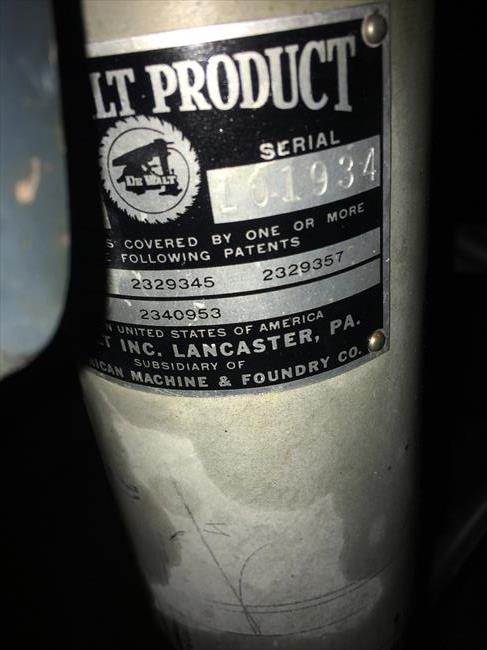 LT PRODUCT
DE WALT
SERIAL
101934
S COVERED BY ONE OR MORE
E FOLLOWING PATENTS
2329345 2329357
2340953
N UNITED STATES OF AMERICA
LT INC. LANCASTER, PA.
SUBSIDIARY OF
ICAN MACHINE & FOUNDRY CO.